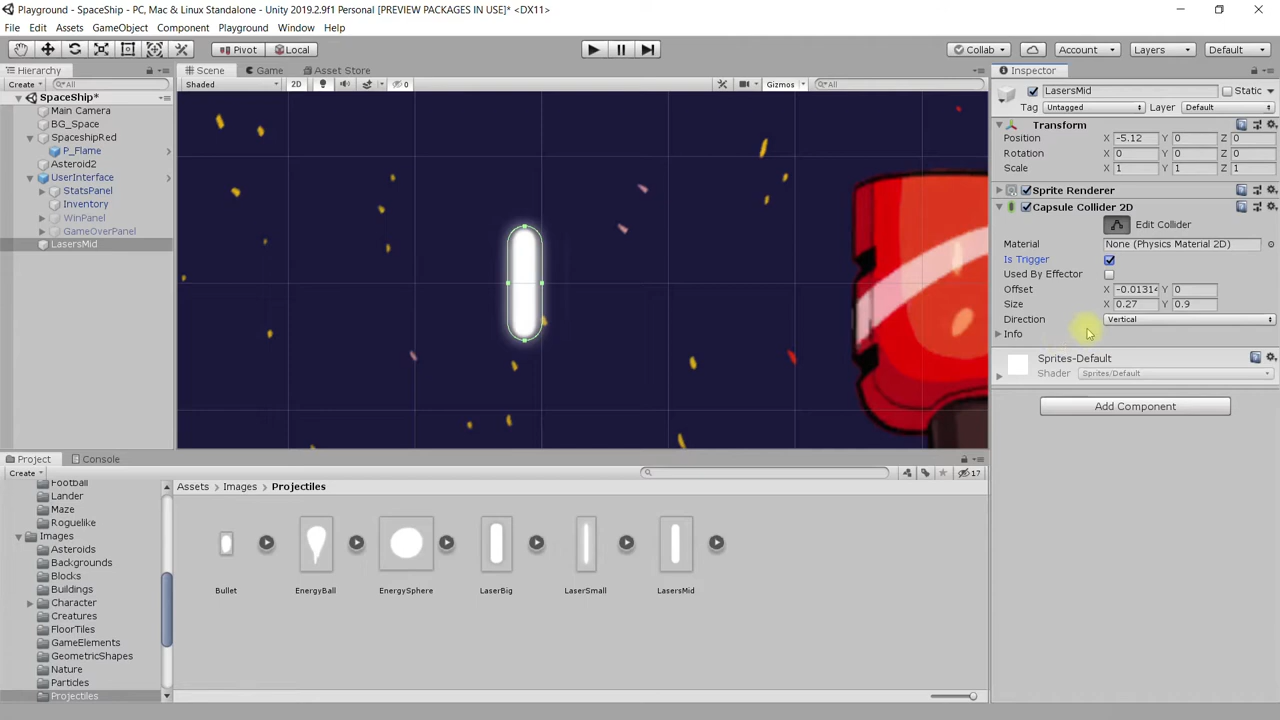 Playground - SpaceShip - PC, Mac & Linux Standalone - Unity 2019.2.9f1 Personal [PREVIEW PACKAGES IN USE]* <DX11>
File Edit Assets GameObject Component Playground Window Help
Pivot Local Collab Account Layers Default
Hierarchy Scene Game Asset Store Inspector
Create All Shaded 2D 0 Gizmos All
LasersMid Static
SpaceShip*
Tag Untagged Layer Default
Main Camera
BG_Space
Transform
SpaceshipRed
Position X -5.12 Y 0 Z 0
P_Flame
Rotation X 0 Y 0 Z 0
Asteroid2
Scale X 1 Y 1 Z 1
UserInterface
StatsPanel
Sprite Renderer
Inventory
Capsule Collider 2D
WinPanel
Edit Collider
GameOverPanel
LasersMid
Material None (Physics Material 2D)
Is Trigger
Used By Effector
Offset X -0.01314 Y 0
Size X 0.27 Y 0.9
Direction Vertical
Info
Sprites-Default
Shader Sprites/Default
Add Component
Project Console
Create 17
Football
Assets Images Projectiles
Lander
Maze
Roguelike
Images
Asteroids
Backgrounds
Blocks
Buildings
Bullet EnergyBall EnergySphere LaserBig LaserSmall LasersMid
Character
Creatures
FloorTiles
GameElements
GeometricShapes
Nature
Particles
Projectiles